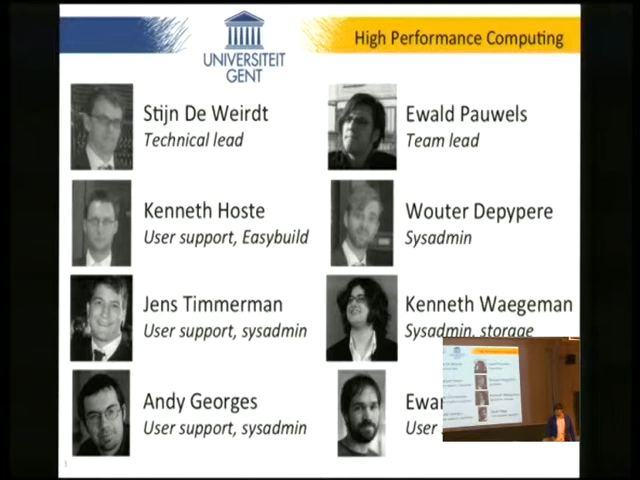 UNIVERSITEIT
GENT
High Performance Computing
Stijn De Weirdt
Technical lead
Ewald Pauwels
Team lead
Kenneth Hoste
User support, Easybuild
Wouter Depypere
Sysadmin
Jens Timmerman
User support, sysadmin
Kenneth Waegeman
Sysadmin, storage
Andy Georges
User support, sysadmin
User